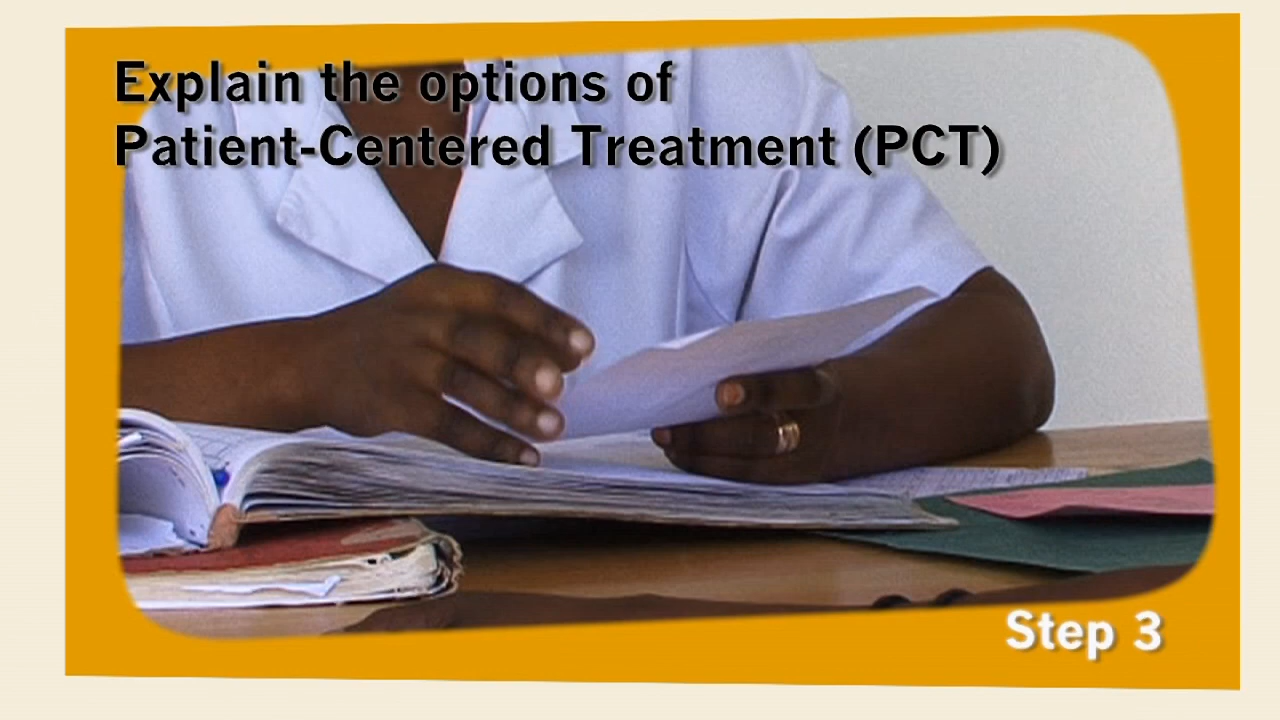 Explain the options of
Patient-Centered Treatment (PCT)
Step 3